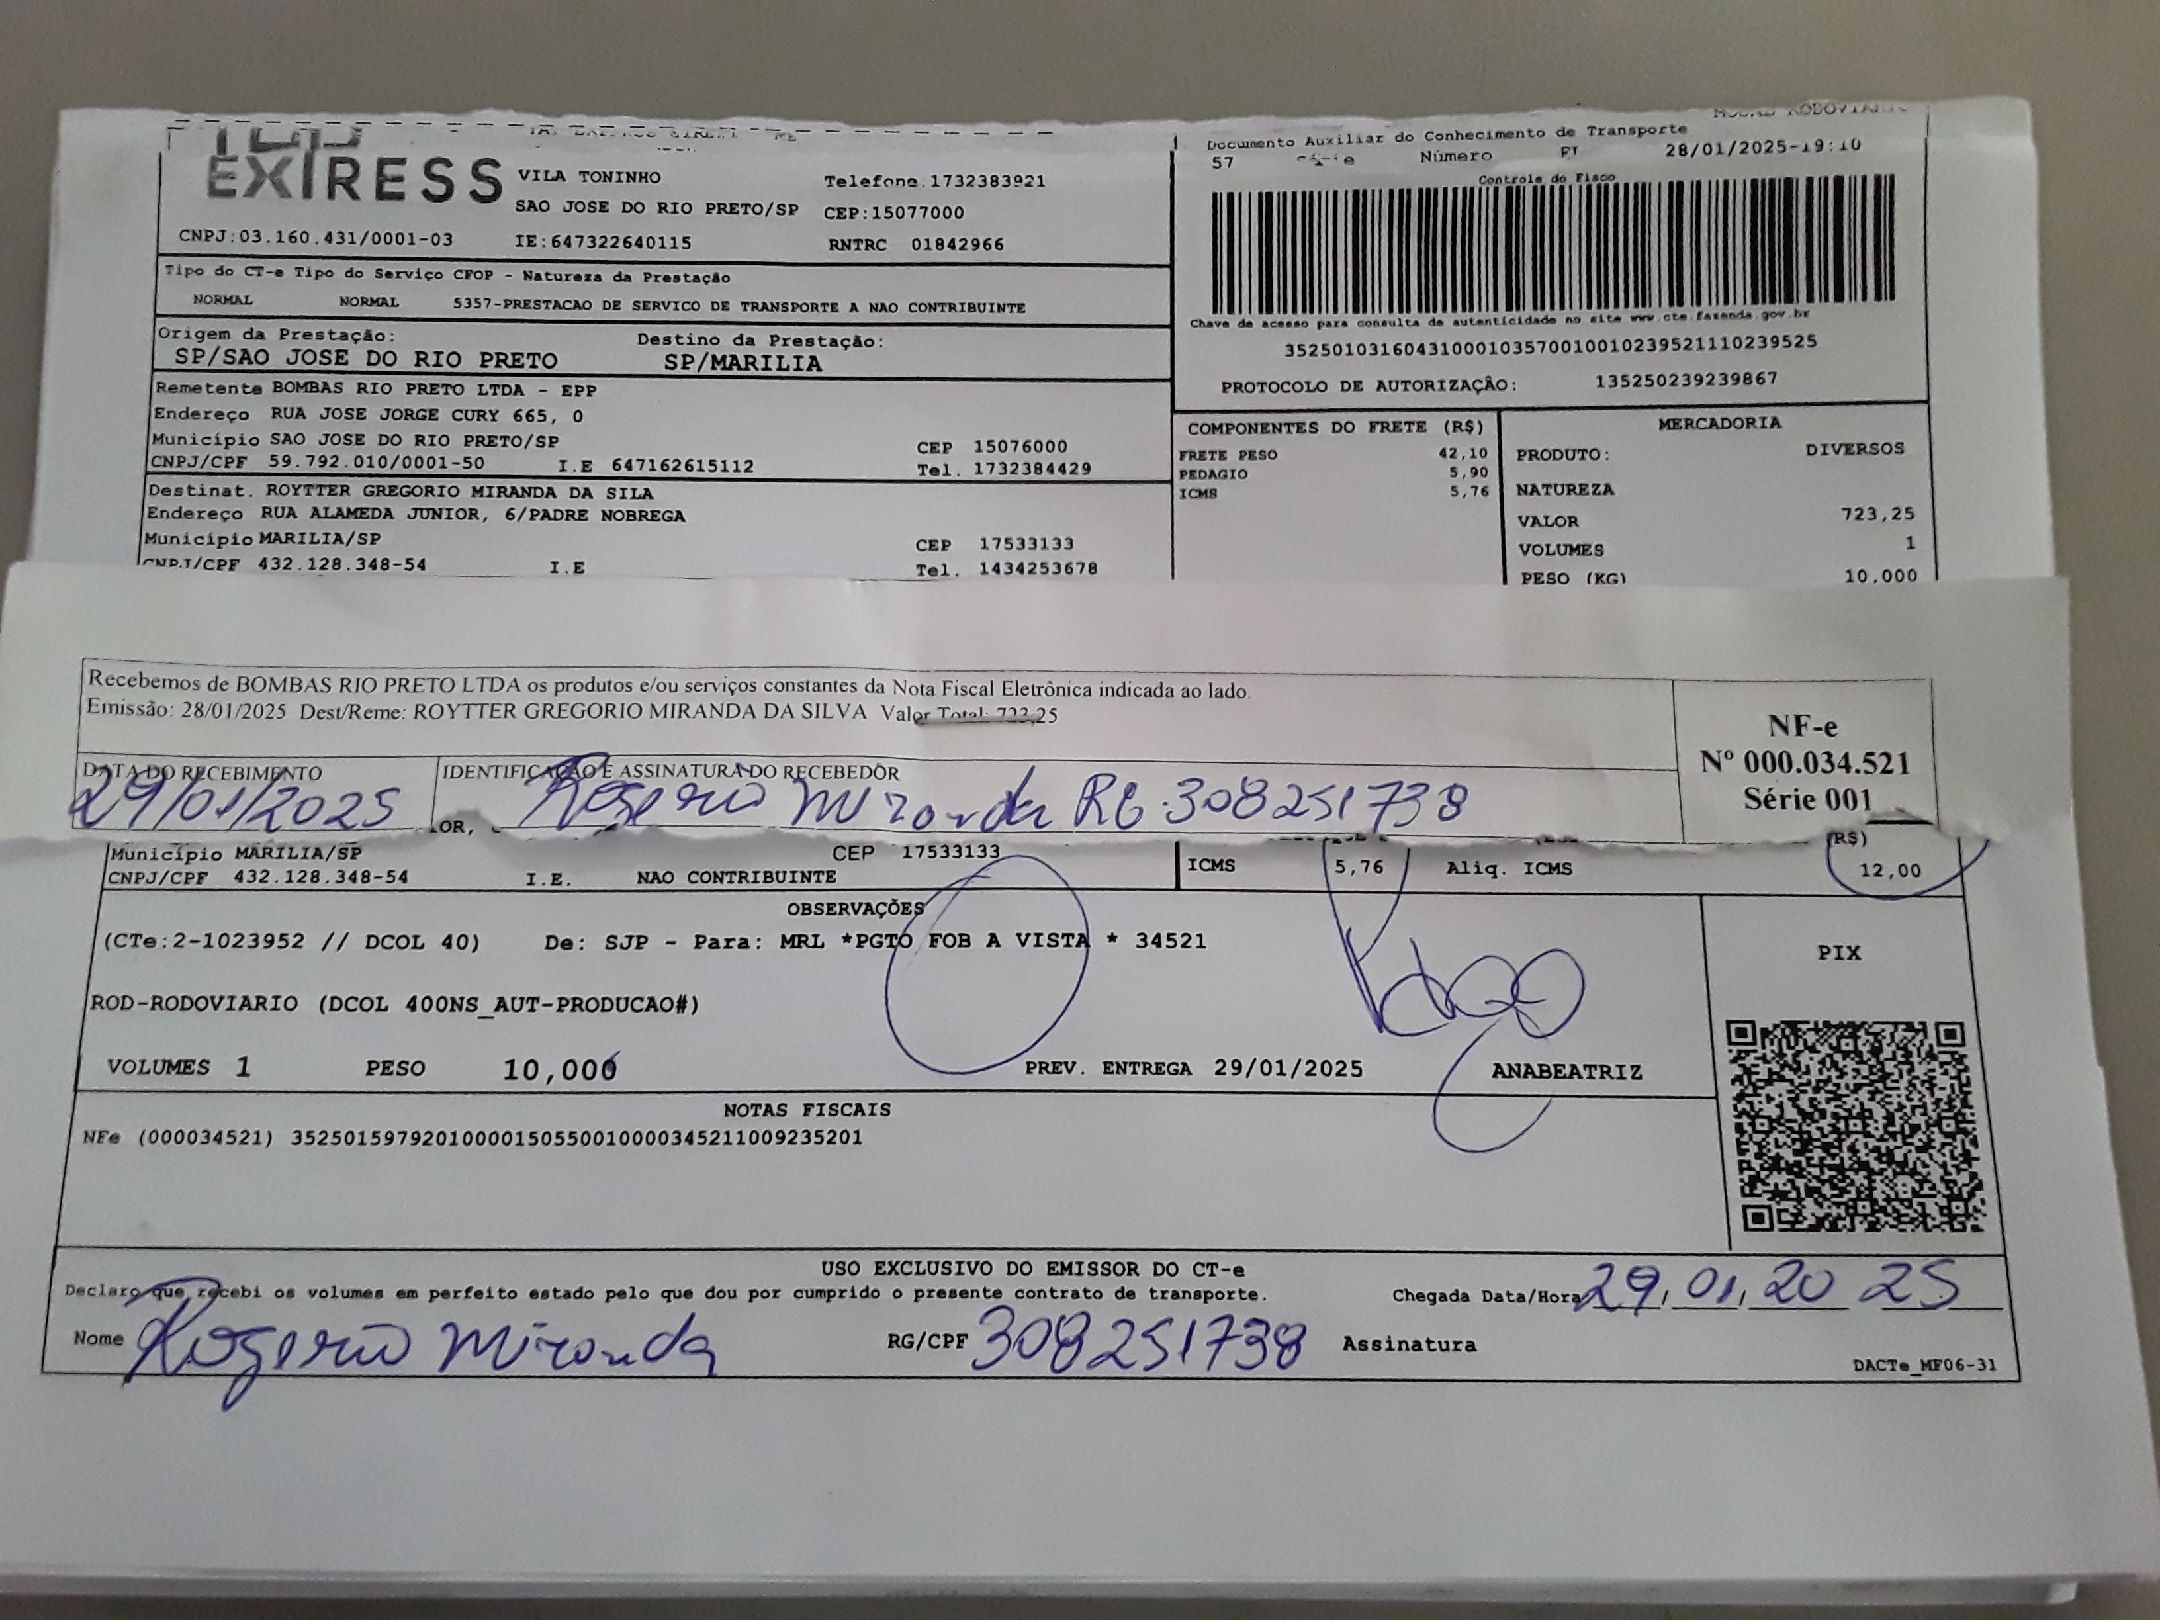 EXPRESS
VILA TONINHO Telefone.1732383921
SAO JOSE DO RIO PRETO/SP CEP:15077000
CNPJ:03.160.431/0001-03 IE:647322640115 RNTRC 01842966
Tipo do CT-e Tipo do Serviço CFOP - Natureza da Prestação
NORMAL NORMAL 5357-PRESTACAO DE SERVICO DE TRANSPORTE A NAO CONTRIBUINTE
Origem da Prestação: Destino da Prestação:
SP/SAO JOSE DO RIO PRETO SP/MARILIA
Remetente BOMBAS RIO PRETO LTDA - EPP
Endereço RUA JOSE JORGE CURY 665, 0
Município SAO JOSE DO RIO PRETO/SP CEP 15076000
CNPJ/CPF 59.792.010/0001-50 I.E 647162615112 Tel. 1732384429
Destinat. ROYTTER GREGORIO MIRANDA DA SILA
Endereço RUA ALAMEDA JUNIOR, 6/PADRE NOBREGA
Município MARILIA/SP CEP 17533133
CNPJ/CPF 432.128.348-54 I.E Tel. 1434253678
Documento Auxiliar do Conhecimento de Transporte
57 Série Número Fl 28/01/2025-19:10
Controle do Fisco
Chave de acesso para consulta de autenticidade no site www.cte.fazenda.gov.br
35250103160431000103570010010239521110239525
PROTOCOLO DE AUTORIZAÇÂO: 135250239239867
COMPONENTES DO FRETE (R$)
FRETE PESO 42,10
PEDAGIO 5,90
ICMS 5,76
MERCADORIA
PRODUTO: DIVERSOS
NATUREZA
VALOR 723,25
VOLUMES 1
PESO (KG) 10,000
Recebemos de BOMBAS RIO PRETO LTDA os produtos e/ou serviços constantes da Nota Fiscal Eletrônica indicada ao lado.
Emissão: 28/01/2025 Dest/Reme: ROYTTER GREGORIO MIRANDA DA SILVA Valor Total: 723,25
DATA DO RECEBIMENTO IDENTIFICAÇÃO E ASSINATURA DO RECEBEDOR
29/01/2025 Rogerio Miranda RG.308251738
NF-e
Nº 000.034.521
Série 001
OR,
(R$)
Município MARILIA/SP CEP 17533133
CNPJ/CPF 432.128.348-54 I.E. NAO CONTRIBUINTE
ICMS 5,76 Aliq. ICMS 12,00
OBSERVAÇÕES
(CTe:2-1023952 // DCOL 40) De: SJP - Para: MRL *PGTO FOB A VISTA * 34521
ROD-RODOVIARIO (DCOL 400NS_AUT-PRODUCAO#)
VOLUMES 1 PESO 10,000 PREV. ENTREGA 29/01/2025 ANABEATRIZ
PIX
NOTAS FISCAIS
NFe (000034521) 35250159792010000150550010000345211009235201
USO EXCLUSIVO DO EMISSOR DO CT-e
Declaro que recebi os volumes em perfeito estado pelo que dou por cumprido o presente contrato de transporte. Chegada Data/Hora 29,01,20 25
Nome Rogerio Miranda RG/CPF 308251738 Assinatura
DACTe_MF06-31